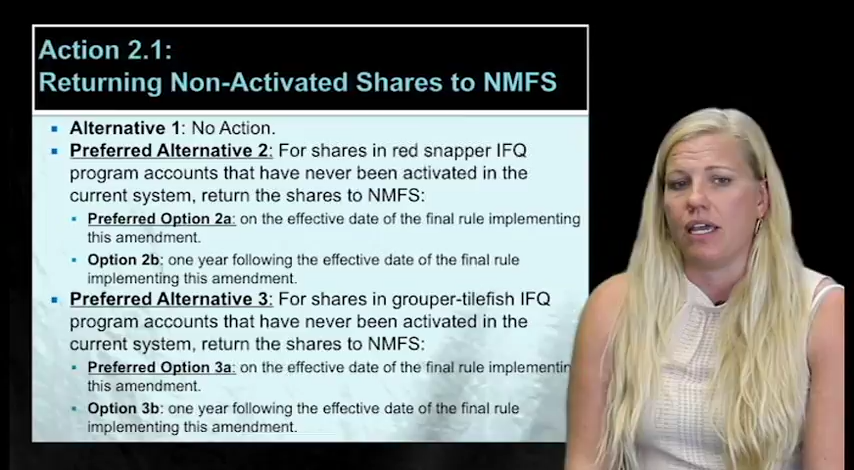 Action 2.1:
Returning Non-Activated Shares to NMFS
Alternative 1: No Action.
Preferred Alternative 2: For shares in red snapper IFQ
program accounts that have never been activated in the
current system, return the shares to NMFS:
Preferred Option 2a: on the effective date of the final rule implementing
this amendment.
Option 2b: one year following the effective date of the final rule
implementing this amendment.
Preferred Alternative 3: For shares in grouper-tilefish IFQ
program accounts that have never been activated in the
current system, return the shares to NMFS:
Preferred Option 3a: on the effective date of the final rule implementin
this amendment.
Option 3b: one year following the effective date of the final rule
implementing this amendment.